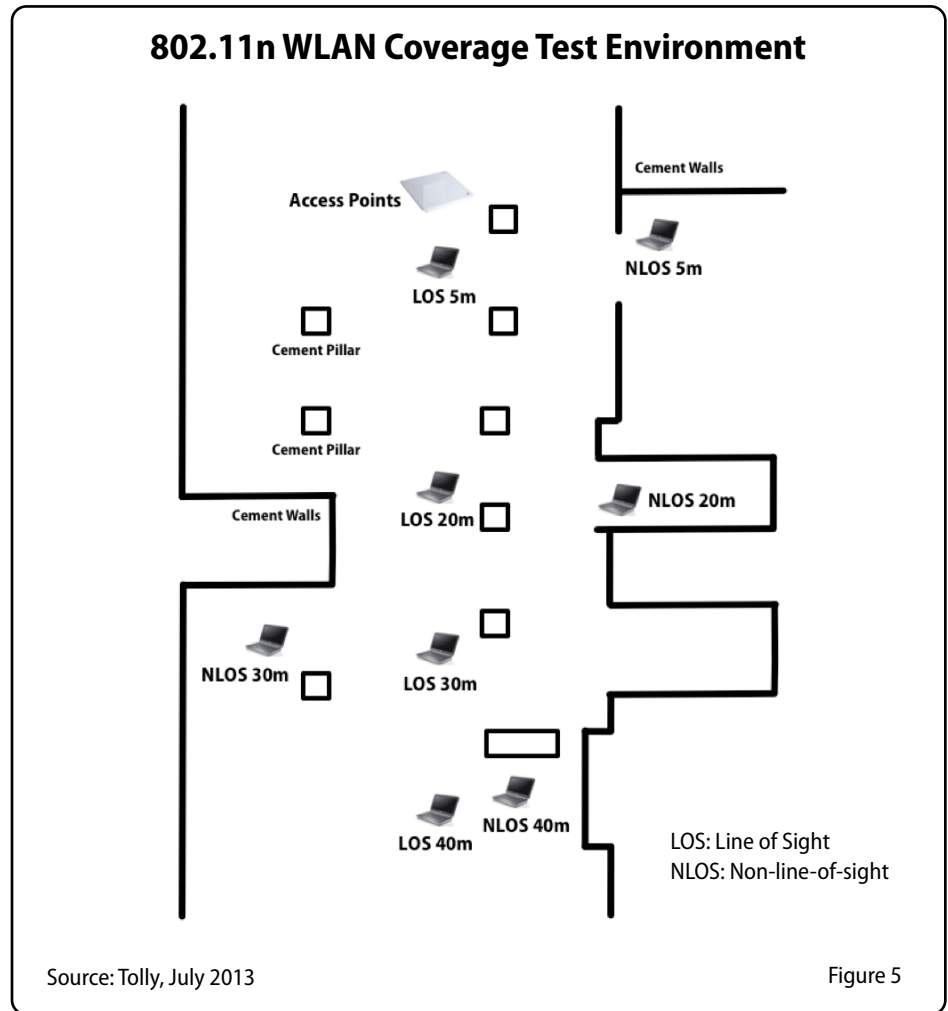 802.11n WLAN Coverage Test Environment
Cement Walls
Access Points
NLOS 5m
LOS 5m
Cement Pillar
Cement Pillar
LOS 20m
NLOS 20m
Cement Walls
NLOS 30m
LOS 30m
LOS 40m
NLOS 40m
LOS: Line of Sight
NLOS: Non-line-of-sight
Source: Tolly, July 2013
Figure 5